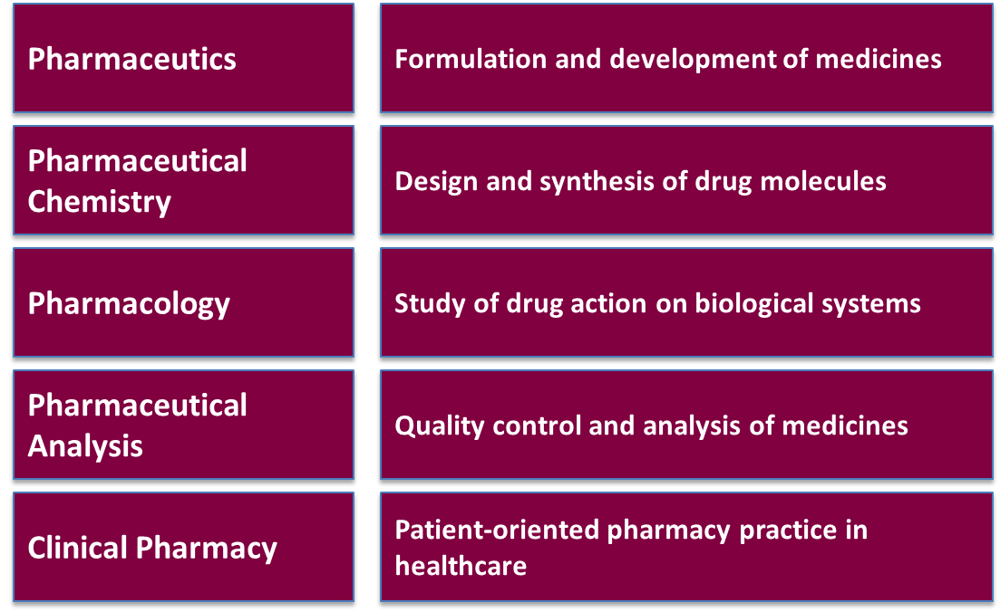 Pharmaceutics
Formulation and development of medicines
Pharmaceutical
Chemistry
Design and synthesis of drug molecules
Pharmacology
Study of drug action on biological systems
Pharmaceutical
Analysis
Quality control and analysis of medicines
Clinical Pharmacy
Patient-oriented pharmacy practice in
healthcare